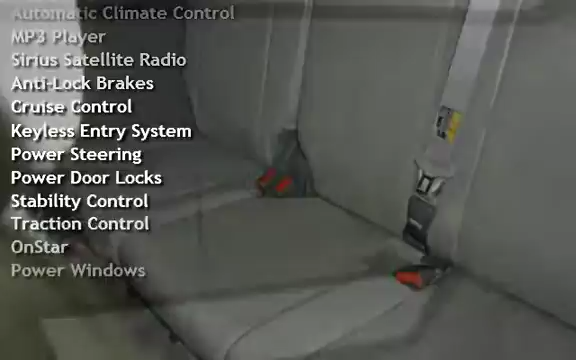 Automatic Climate Control
MP3 Player
Sirius Satellite Radio
Anti-Lock Brakes
Cruise Control
Keyless Entry System
Power Steering
Power Door Locks
Stability Control
Traction Control
OnStar
Power Windows